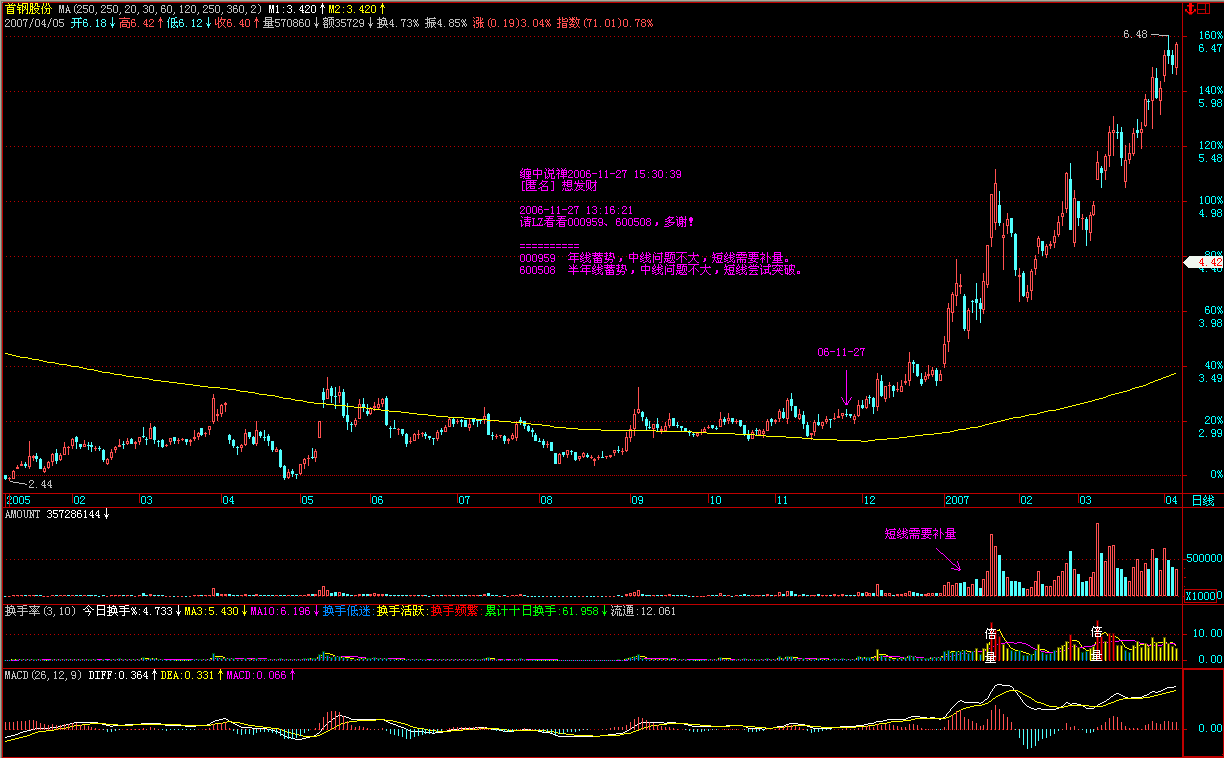 首钢股份 MA(250,250,20,30,60,120,250,360,2) M1:3.420↑M2:3.420↑
2007/04/05 开6.18↓高6.42↑低6.12↓收6.40↑量570860↓额35729↓换4.73% 振4.85% 涨(0.19)3.04% 指数(71.01)0.78%
6.48
160%
6.47
140%
5.98
120%
5.48
缠中说禅2006-11-27 15:30:39
[匿名] 想发财
2006-11-27 13:16:21
请LZ看看000959、600508，多谢！
==========
000959 年线蓄势，中线问题不大，短线需要补量。
600508 半年线蓄势，中线问题不大，短线尝试突破。
100%
4.98
80%
4.42
60%
3.98
06-11-27
40%
3.49
20%
2.99
0%
2.44
2005 02 03 04 05 06 07 08 09 10 11 12 2007 02 03 04 日线
AMOUNT 357286144↓
短线需要补量
500000
X10000
换手率(3,10) 今日换手%:4.733↓MA3:5.430↓MA10:6.196↓换手低迷:换手活跃:换手频繁:累计十日换手:61.958↓流通:12.061
倍量
倍量
10.00
0.00
MACD(26,12,9) DIFF:0.364↑DEA:0.331↑MACD:0.066↑
0.00